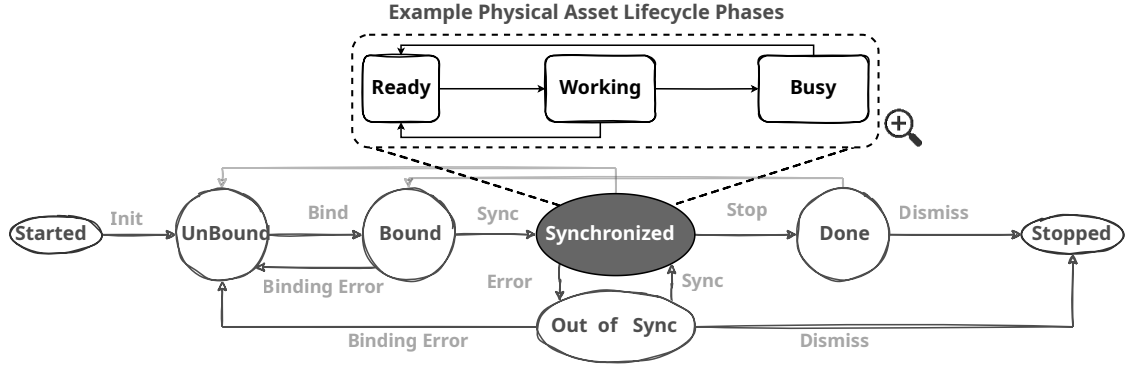 Example Physical Asset Lifecycle Phases
Ready
Working
Busy
Init
Bind
Sync
Stop
Dismiss
Started
UnBound
Bound
Synchronized
Done
Stopped
Binding Error
Error
Sync
Out of Sync
Binding Error
Dismiss